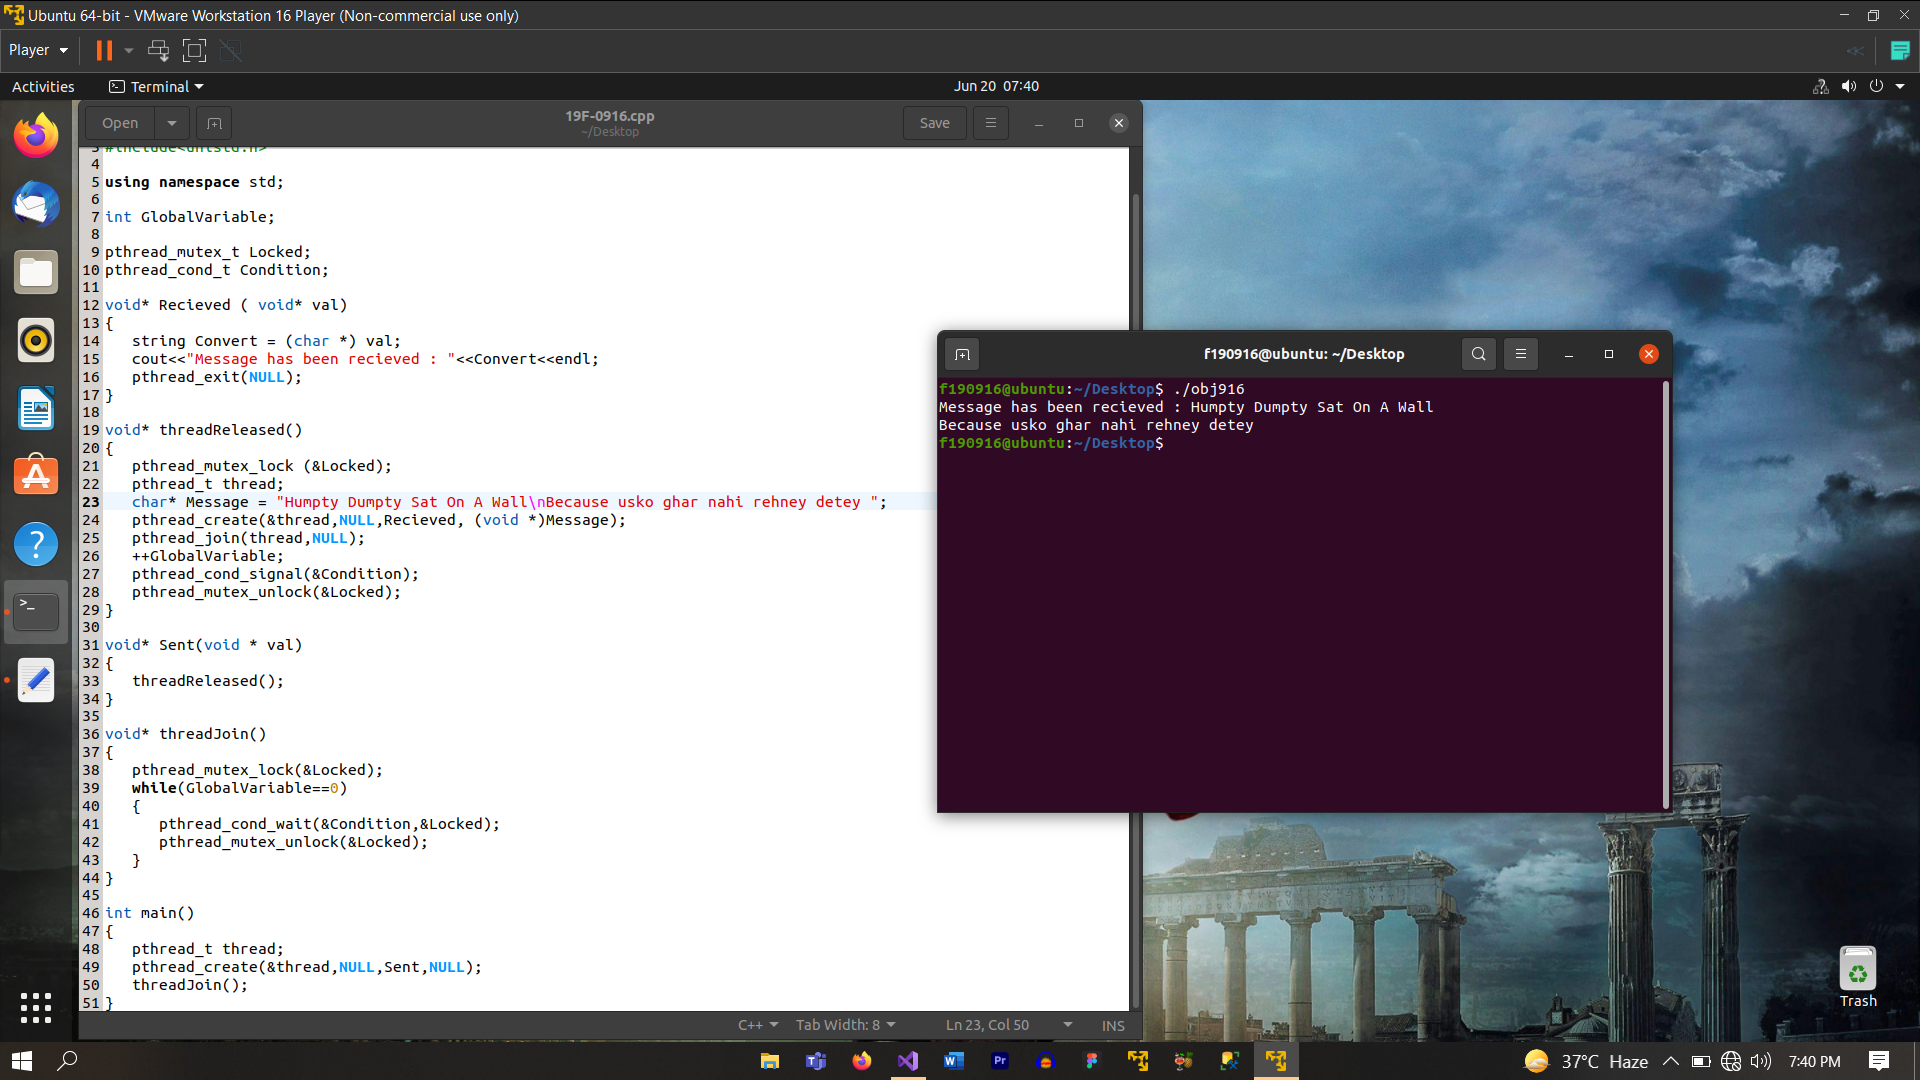 Ubuntu 64-bit - VMware Workstation 16 Player (Non-commercial use only)
Player
Activities
Terminal
Jun 20 07:40
Open
19F-0916.cpp
~/Desktop
Save
3 #include<unistd.h>
4
5 using namespace std;
6
7 int GlobalVariable;
8
9 pthread_mutex_t Locked;
10 pthread_cond_t Condition;
11
12 void* Recieved ( void* val)
13 {
14 string Convert = (char *) val;
15 cout<<"Message has been recieved : "<<Convert<<endl;
16 pthread_exit(NULL);
17 }
18
19 void* threadReleased()
20 {
21 pthread_mutex_lock (&Locked);
22 pthread_t thread;
23 char* Message = "Humpty Dumpty Sat On A Wall\nBecause usko ghar nahi rehney detey ";
24 pthread_create(&thread,NULL,Recieved, (void *)Message);
25 pthread_join(thread,NULL);
26 ++GlobalVariable;
27 pthread_cond_signal(&Condition);
28 pthread_mutex_unlock(&Locked);
29 }
30
31 void* Sent(void * val)
32 {
33 threadReleased();
34 }
35
36 void* threadJoin()
37 {
38 pthread_mutex_lock(&Locked);
39 while(GlobalVariable==0)
40 {
41 pthread_cond_wait(&Condition,&Locked);
42 pthread_mutex_unlock(&Locked);
43 }
44 }
45
46 int main()
47 {
48 pthread_t thread;
49 pthread_create(&thread,NULL,Sent,NULL);
50 threadJoin();
51 }
C++
Tab Width: 8
Ln 23, Col 50
INS
f190916@ubuntu: ~/Desktop
f190916@ubuntu:~/Desktop$ ./obj916
Message has been recieved : Humpty Dumpty Sat On A Wall
Because usko ghar nahi rehney detey
f190916@ubuntu:~/Desktop$
Trash
37°C Haze
7:40 PM